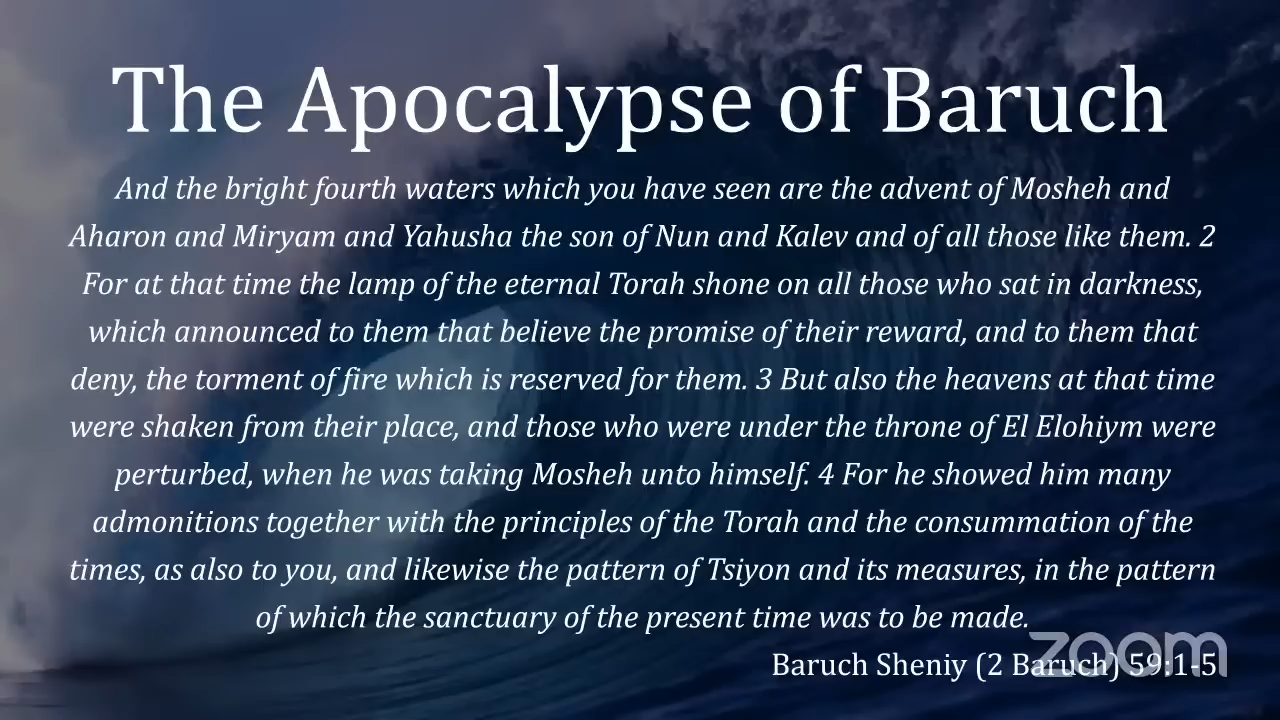 The Apocalypse of Baruch
And the bright fourth waters which you have seen are the advent of Mosheh and
Aharon and Miryam and Yahusha the son of Nun and Kalev and of all those like them. 2
For at that time the lamp of the eternal Torah shone on all those who sat in darkness,
which announced to them that believe the promise of their reward, and to them that
deny, the torment of fire which is reserved for them. 3 But also the heavens at that time
were shaken from their place, and those who were under the throne of El Elohiym were
perturbed, when he was taking Mosheh unto himself. 4 For he showed him many
admonitions together with the principles of the Torah and the consummation of the
times, as also to you, and likewise the pattern of Tsiyon and its measures, in the pattern
of which the sanctuary of the present time was to be made.
zoom
Baruch Sheniy (2 Baruch) 59:1-5